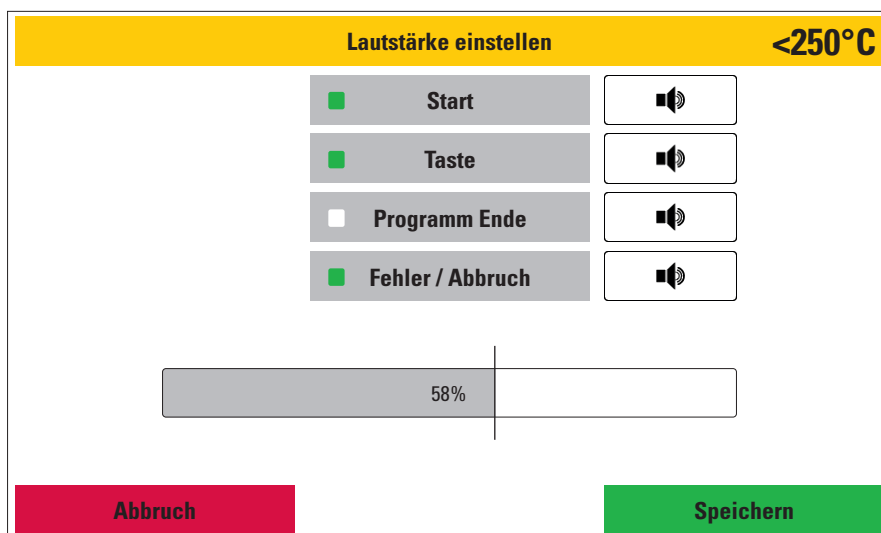 Lautstärke einstellen <250°C
Start
Taste
Programm Ende
Fehler / Abbruch
58%
Abbruch Speichern